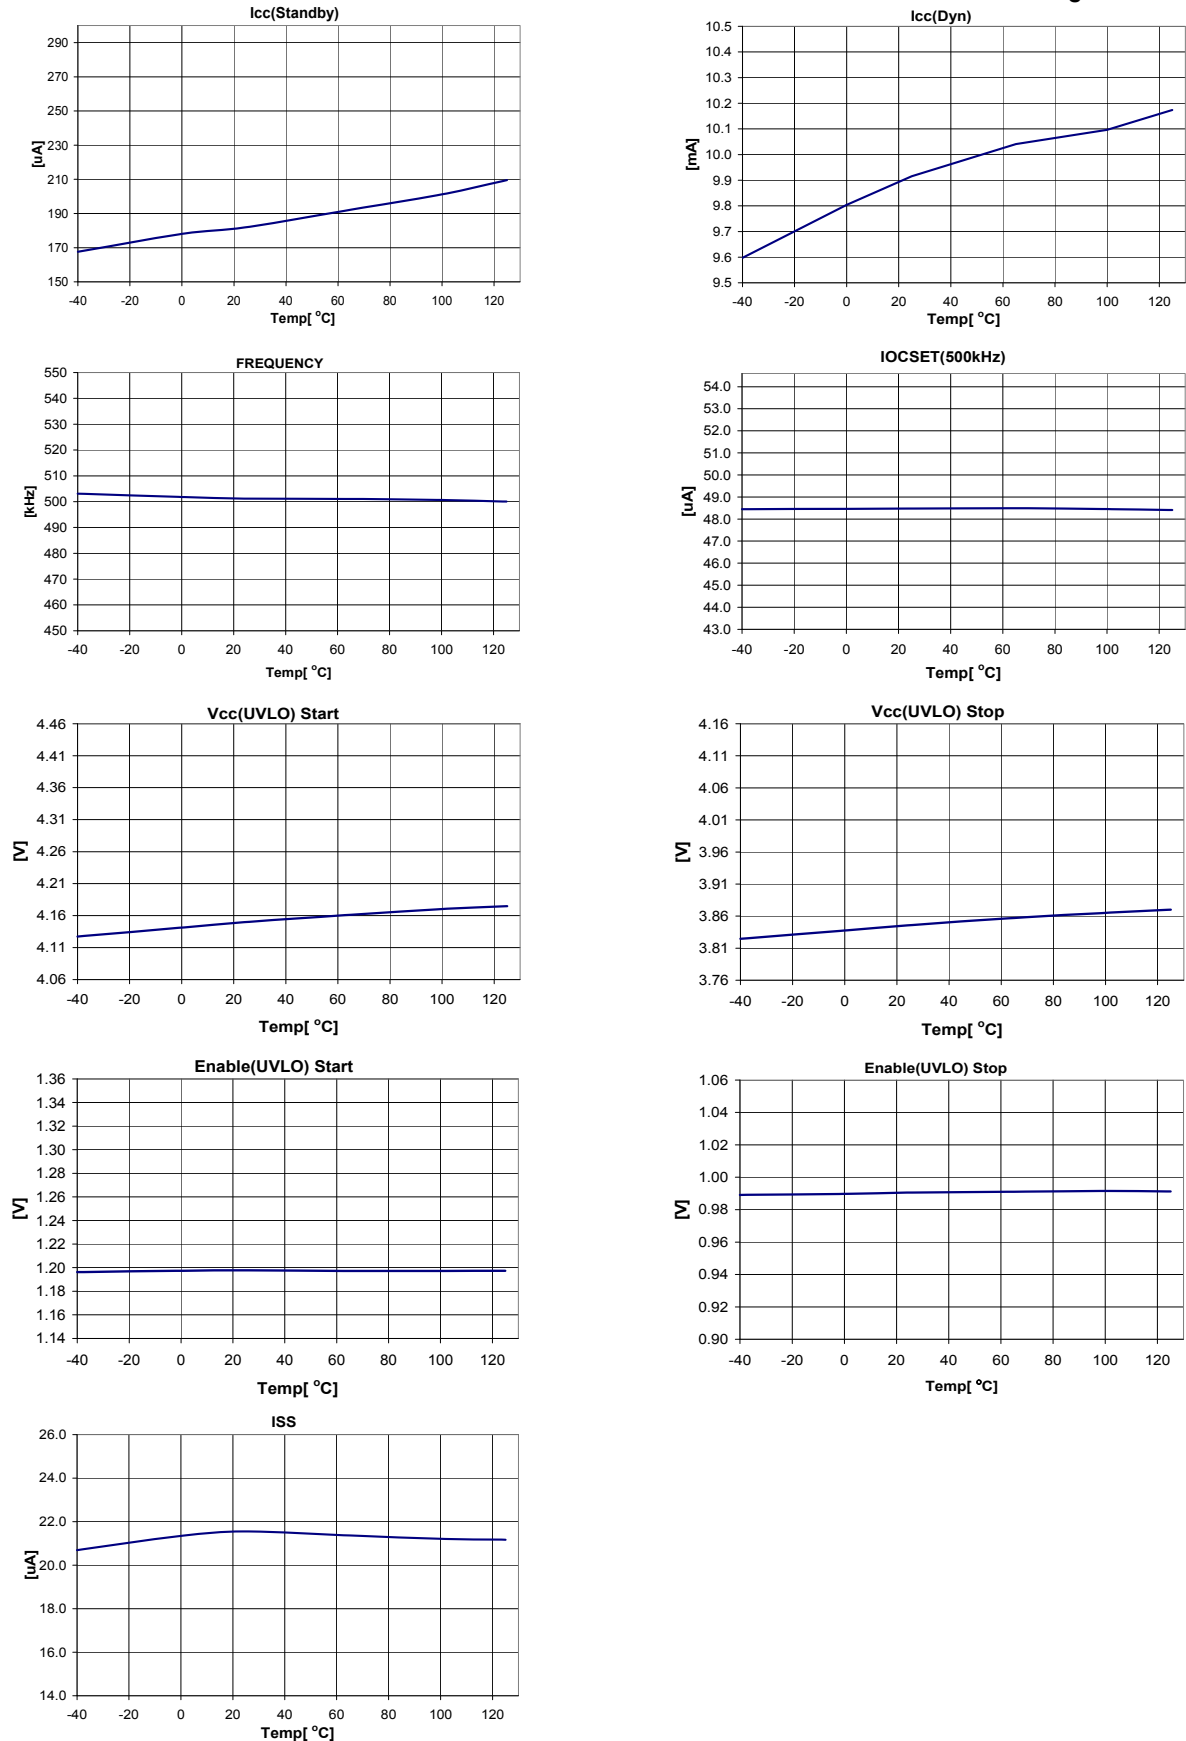 g
Icc(Standby)
290
270
250
230
210
190
170
150
[uA]
-40 -20 0 20 40 60 80 100 120
Temp[ °C]
Icc(Dyn)
10.5
10.4
10.3
10.2
10.1
10.0
9.9
9.8
9.7
9.6
9.5
[mA]
-40 -20 0 20 40 60 80 100 120
Temp[ °C]
FREQUENCY
550
540
530
520
510
500
490
480
470
460
450
[kHz]
-40 -20 0 20 40 60 80 100 120
Temp[ °C]
IOCSET(500kHz)
54.0
53.0
52.0
51.0
50.0
49.0
48.0
47.0
46.0
45.0
44.0
43.0
[uA]
-40 -20 0 20 40 60 80 100 120
Temp[ °C]
Vcc(UVLO) Start
4.46
4.41
4.36
4.31
4.26
4.21
4.16
4.11
4.06
[V]
-40 -20 0 20 40 60 80 100 120
Temp[ °C]
Vcc(UVLO) Stop
4.16
4.11
4.06
4.01
3.96
3.91
3.86
3.81
3.76
[V]
-40 -20 0 20 40 60 80 100 120
Temp[ °C]
Enable(UVLO) Start
1.36
1.34
1.32
1.30
1.28
1.26
1.24
1.22
1.20
1.18
1.16
1.14
[V]
-40 -20 0 20 40 60 80 100 120
Temp[ °C]
Enable(UVLO) Stop
1.06
1.04
1.02
1.00
0.98
0.96
0.94
0.92
0.90
[V]
-40 -20 0 20 40 60 80 100 120
Temp[ °C]
ISS
26.0
24.0
22.0
20.0
18.0
16.0
14.0
[uA]
-40 -20 0 20 40 60 80 100 120
Temp[ °C]